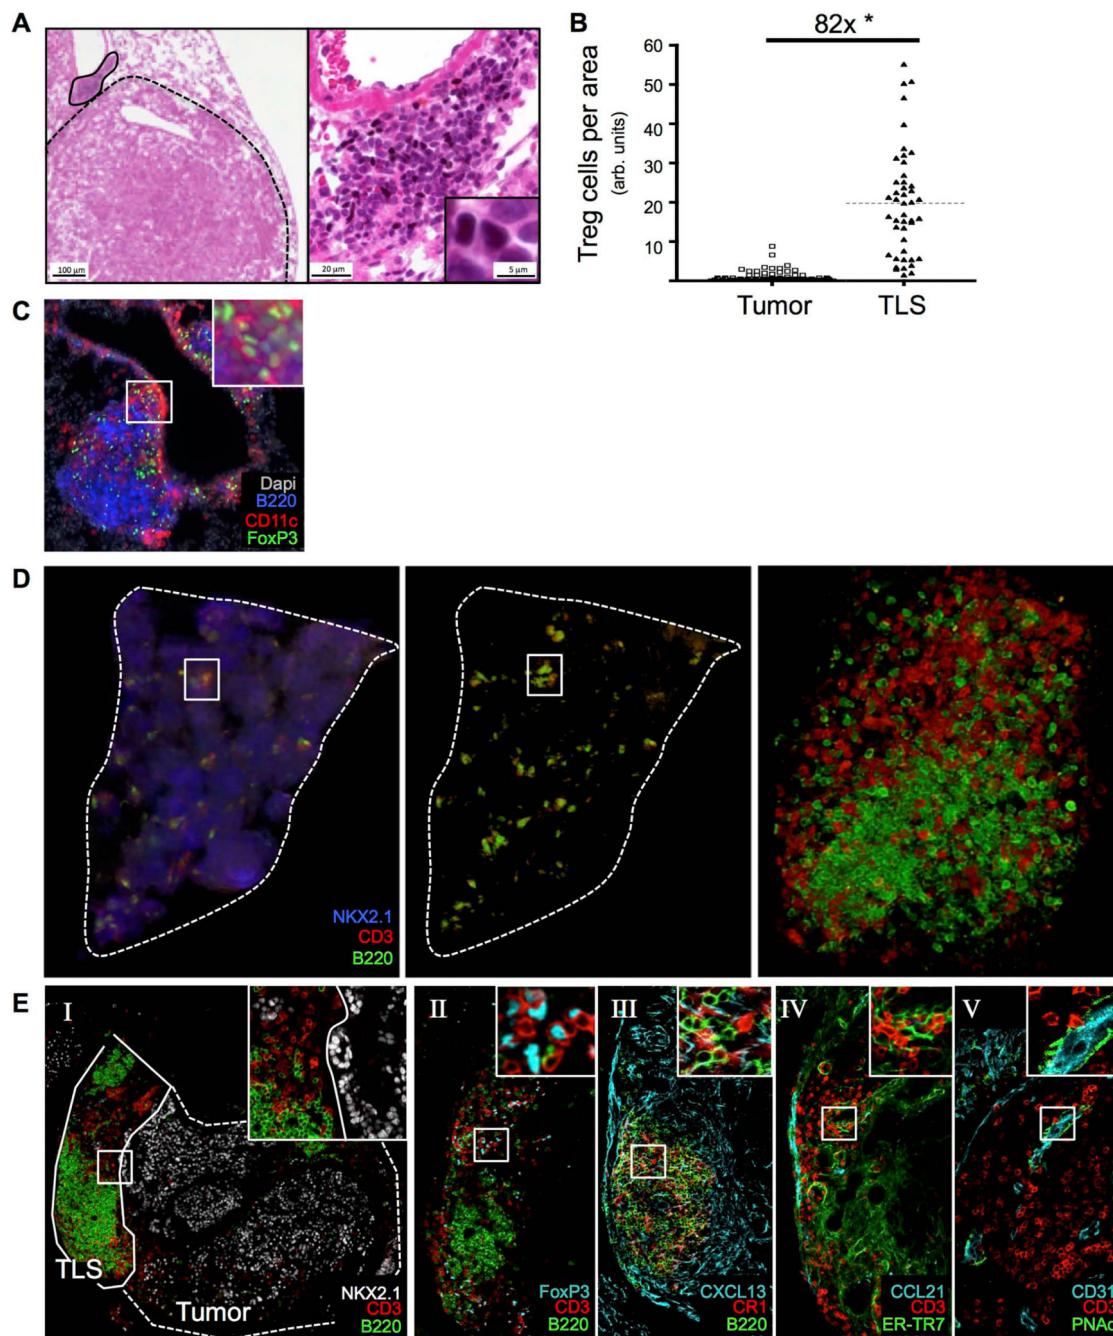 A
100 µm
20 µm
5 µm
B
82x *
Treg cells per area
(arb. units)
60
50
40
30
20
10
Tumor
TLS
C
Dapi
B220
CD11c
FoxP3
D
NKX2.1
CD3
B220
E
I
TLS
Tumor
NKX2.1
CD3
B220
II
FoxP3
CD3
B220
III
CXCL13
CR1
B220
IV
CCL21
CD3
ER-TR7
V
CD31
CD3
PNAd